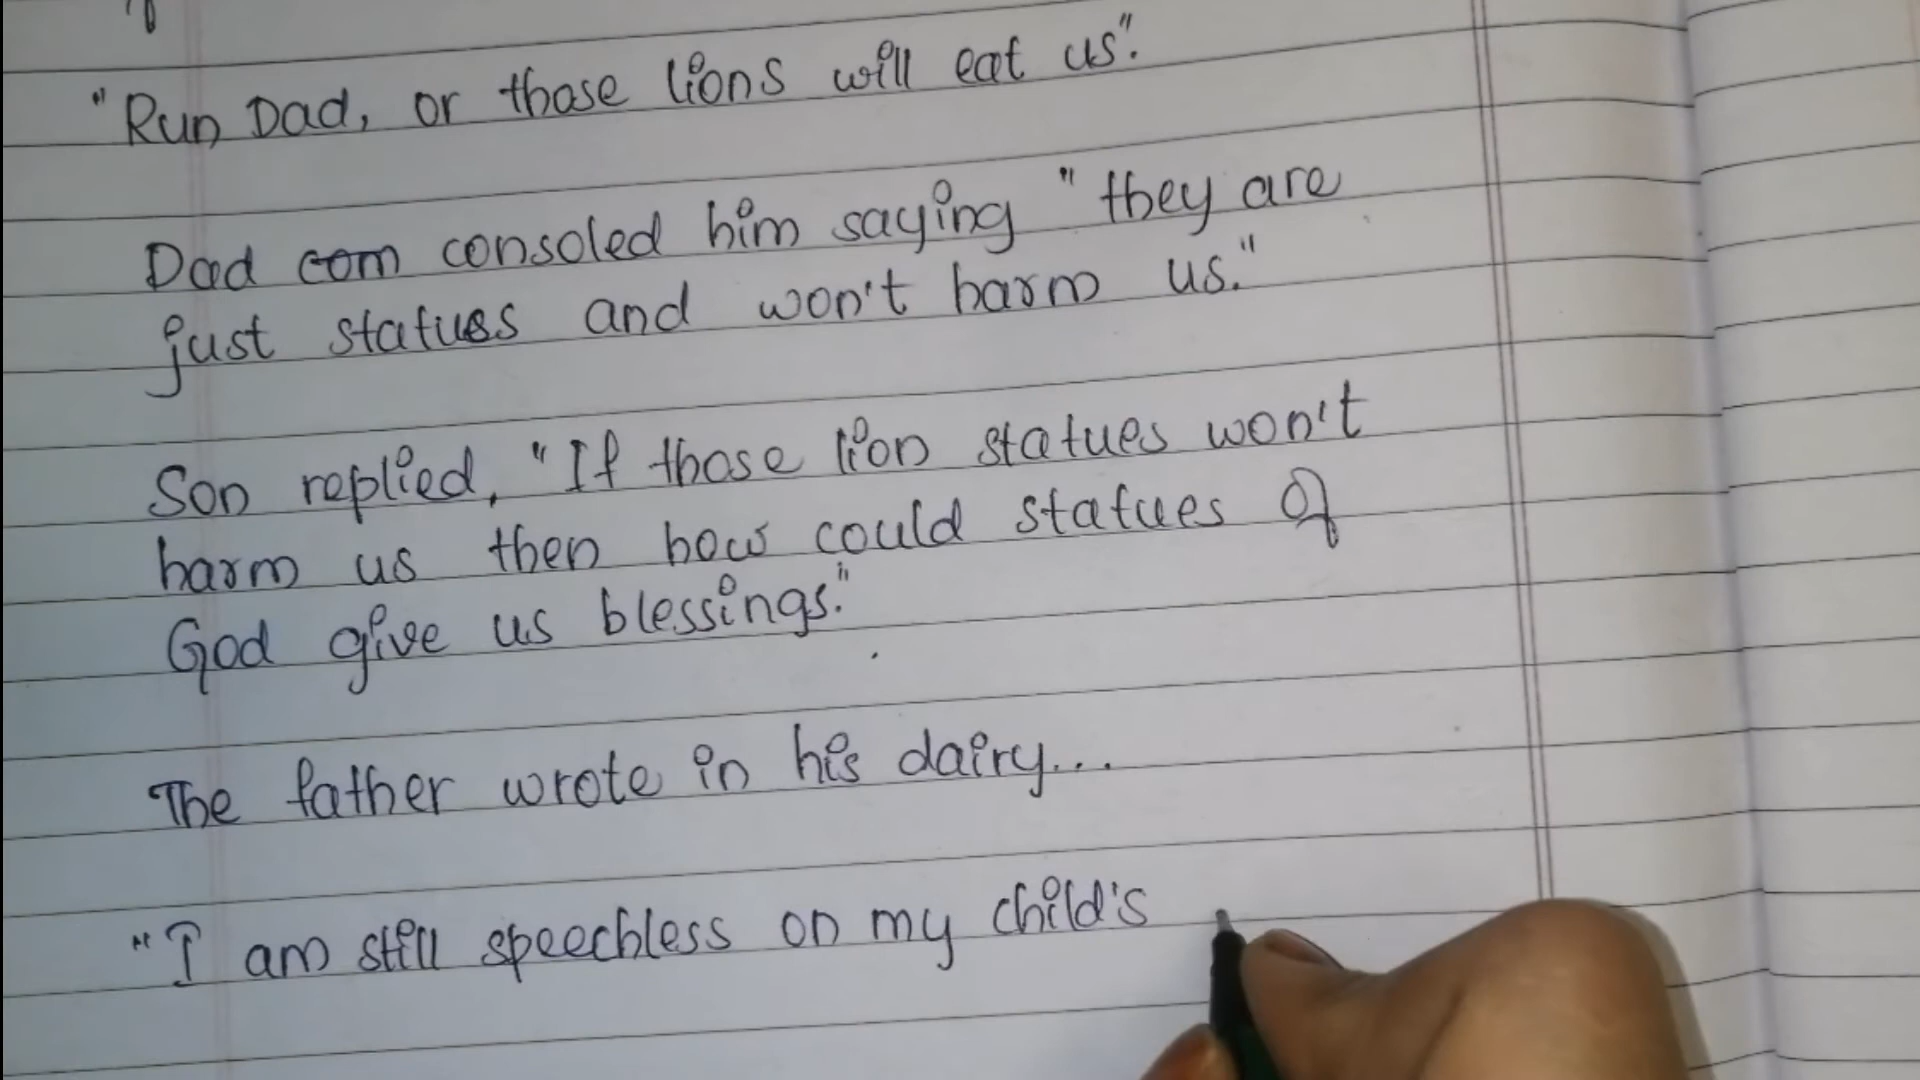 "Run Dad, or those lions will eat us".
Dad com consoled him saying "they are
just statues and won't harm us."
Son replied, "If those lion statues won't
harm us then how could statues of
God give us blessings."
The father wrote in his dairy...
"I am still speechless on my child's